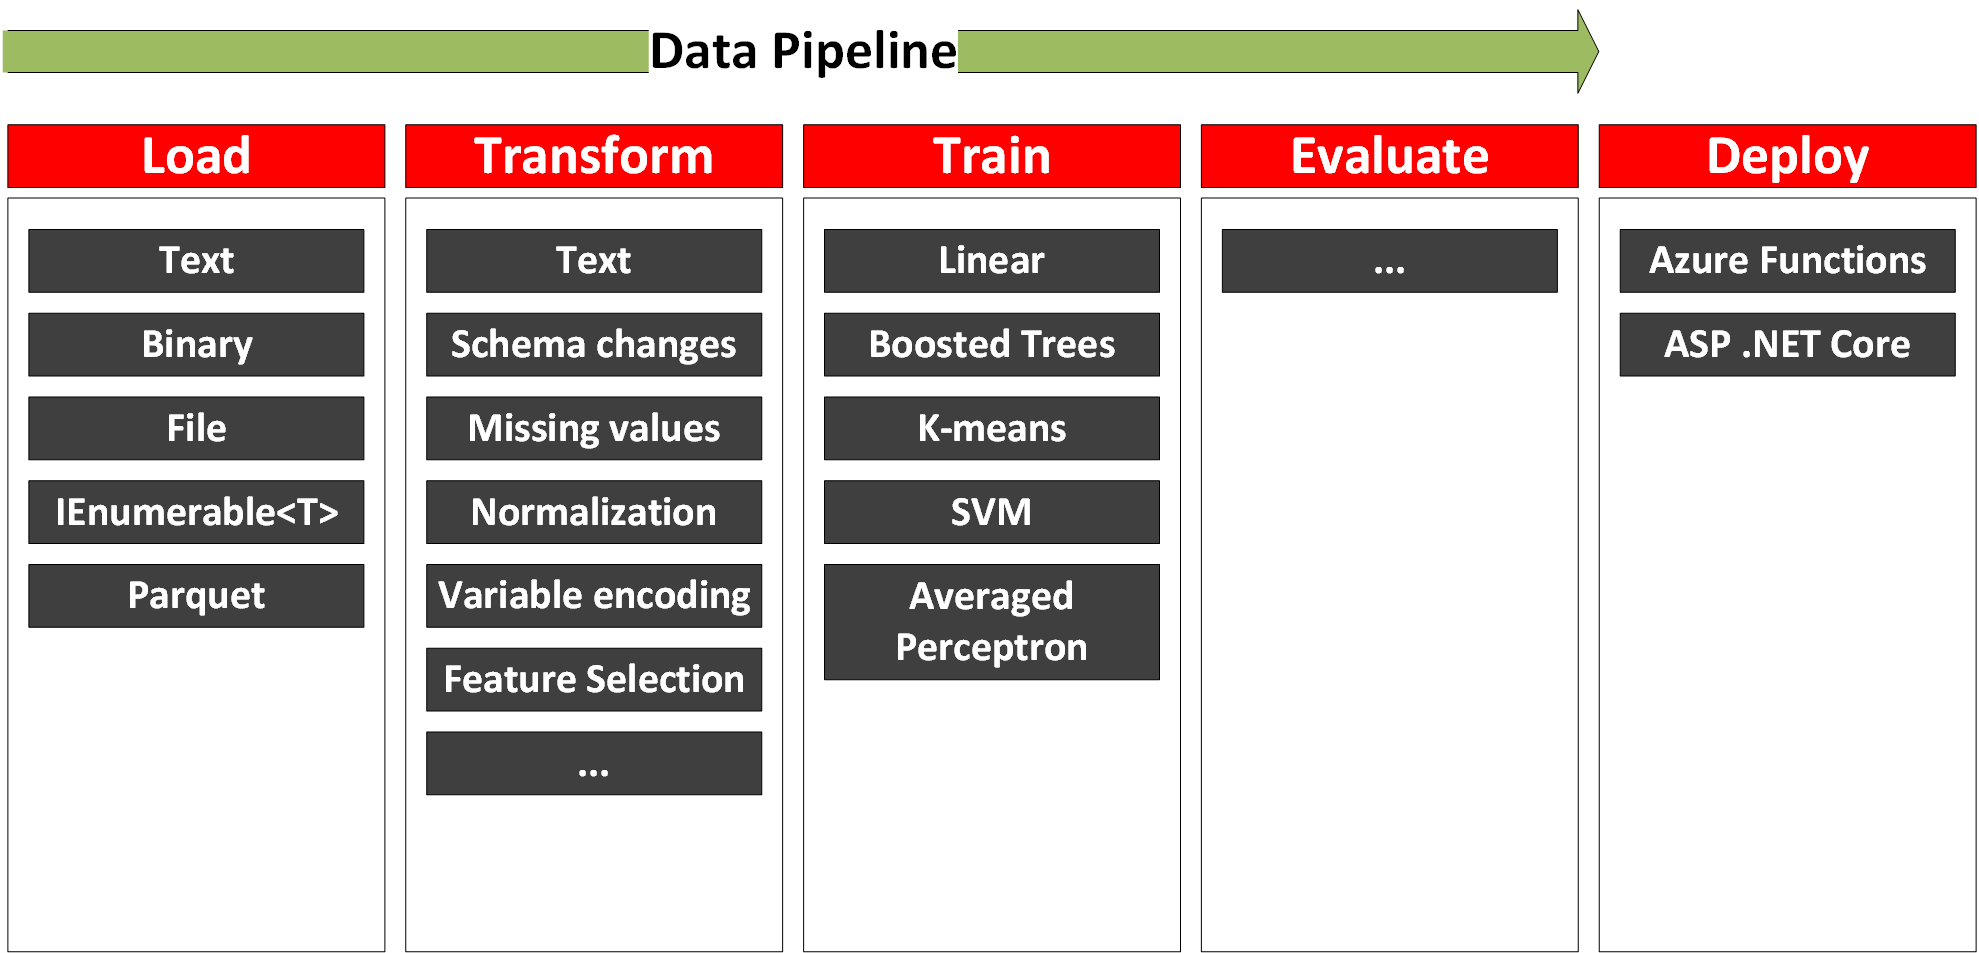 Data Pipeline
Load
Text
Binary
File
IEnumerable<T>
Parquet
Transform
Text
Schema changes
Missing values
Normalization
Variable encoding
Feature Selection
...
Train
Linear
Boosted Trees
K-means
SVM
Averaged
Perceptron
Evaluate
...
Deploy
Azure Functions
ASP .NET Core